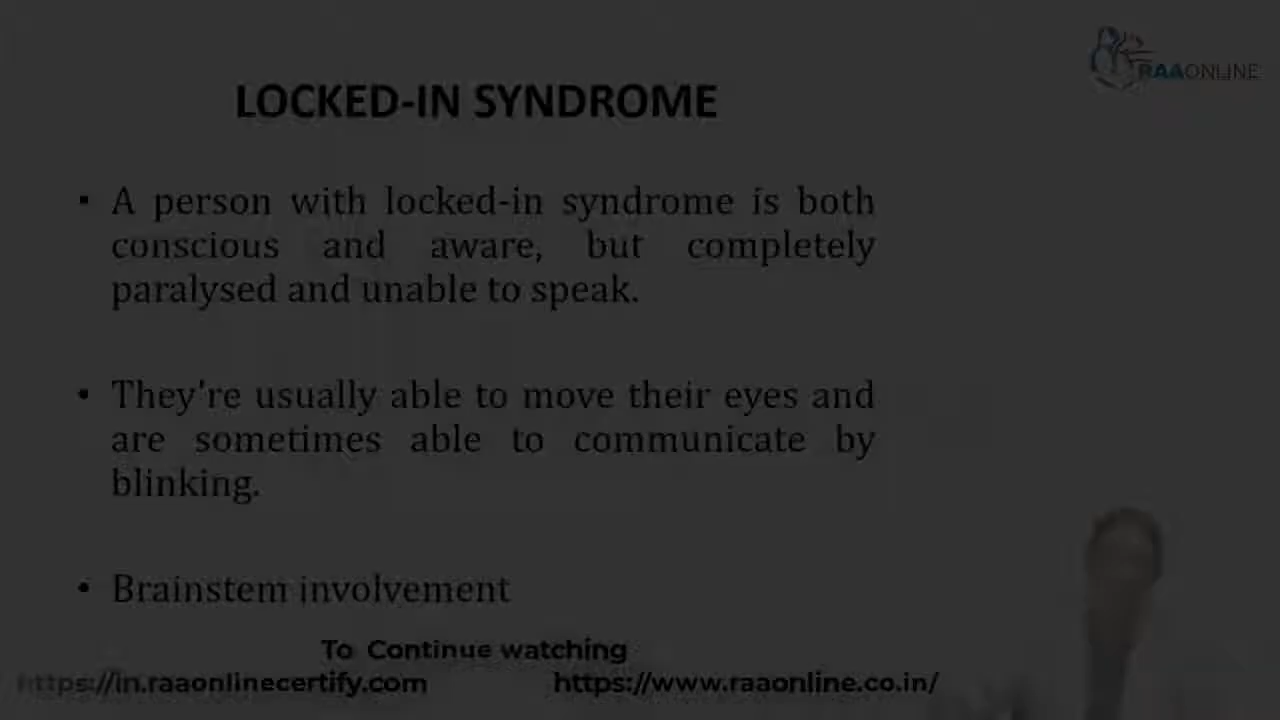 RAAONLINE
LOCKED-IN SYNDROME
▪ A person with locked-in syndrome is both
conscious and aware, but completely
paralysed and unable to speak.
• They're usually able to move their eyes and
are sometimes able to communicate by
blinking.
• Brainstem involvement
To Continue watching
https://in.raaonlinecertify.com https://www.raaonline.co.in/